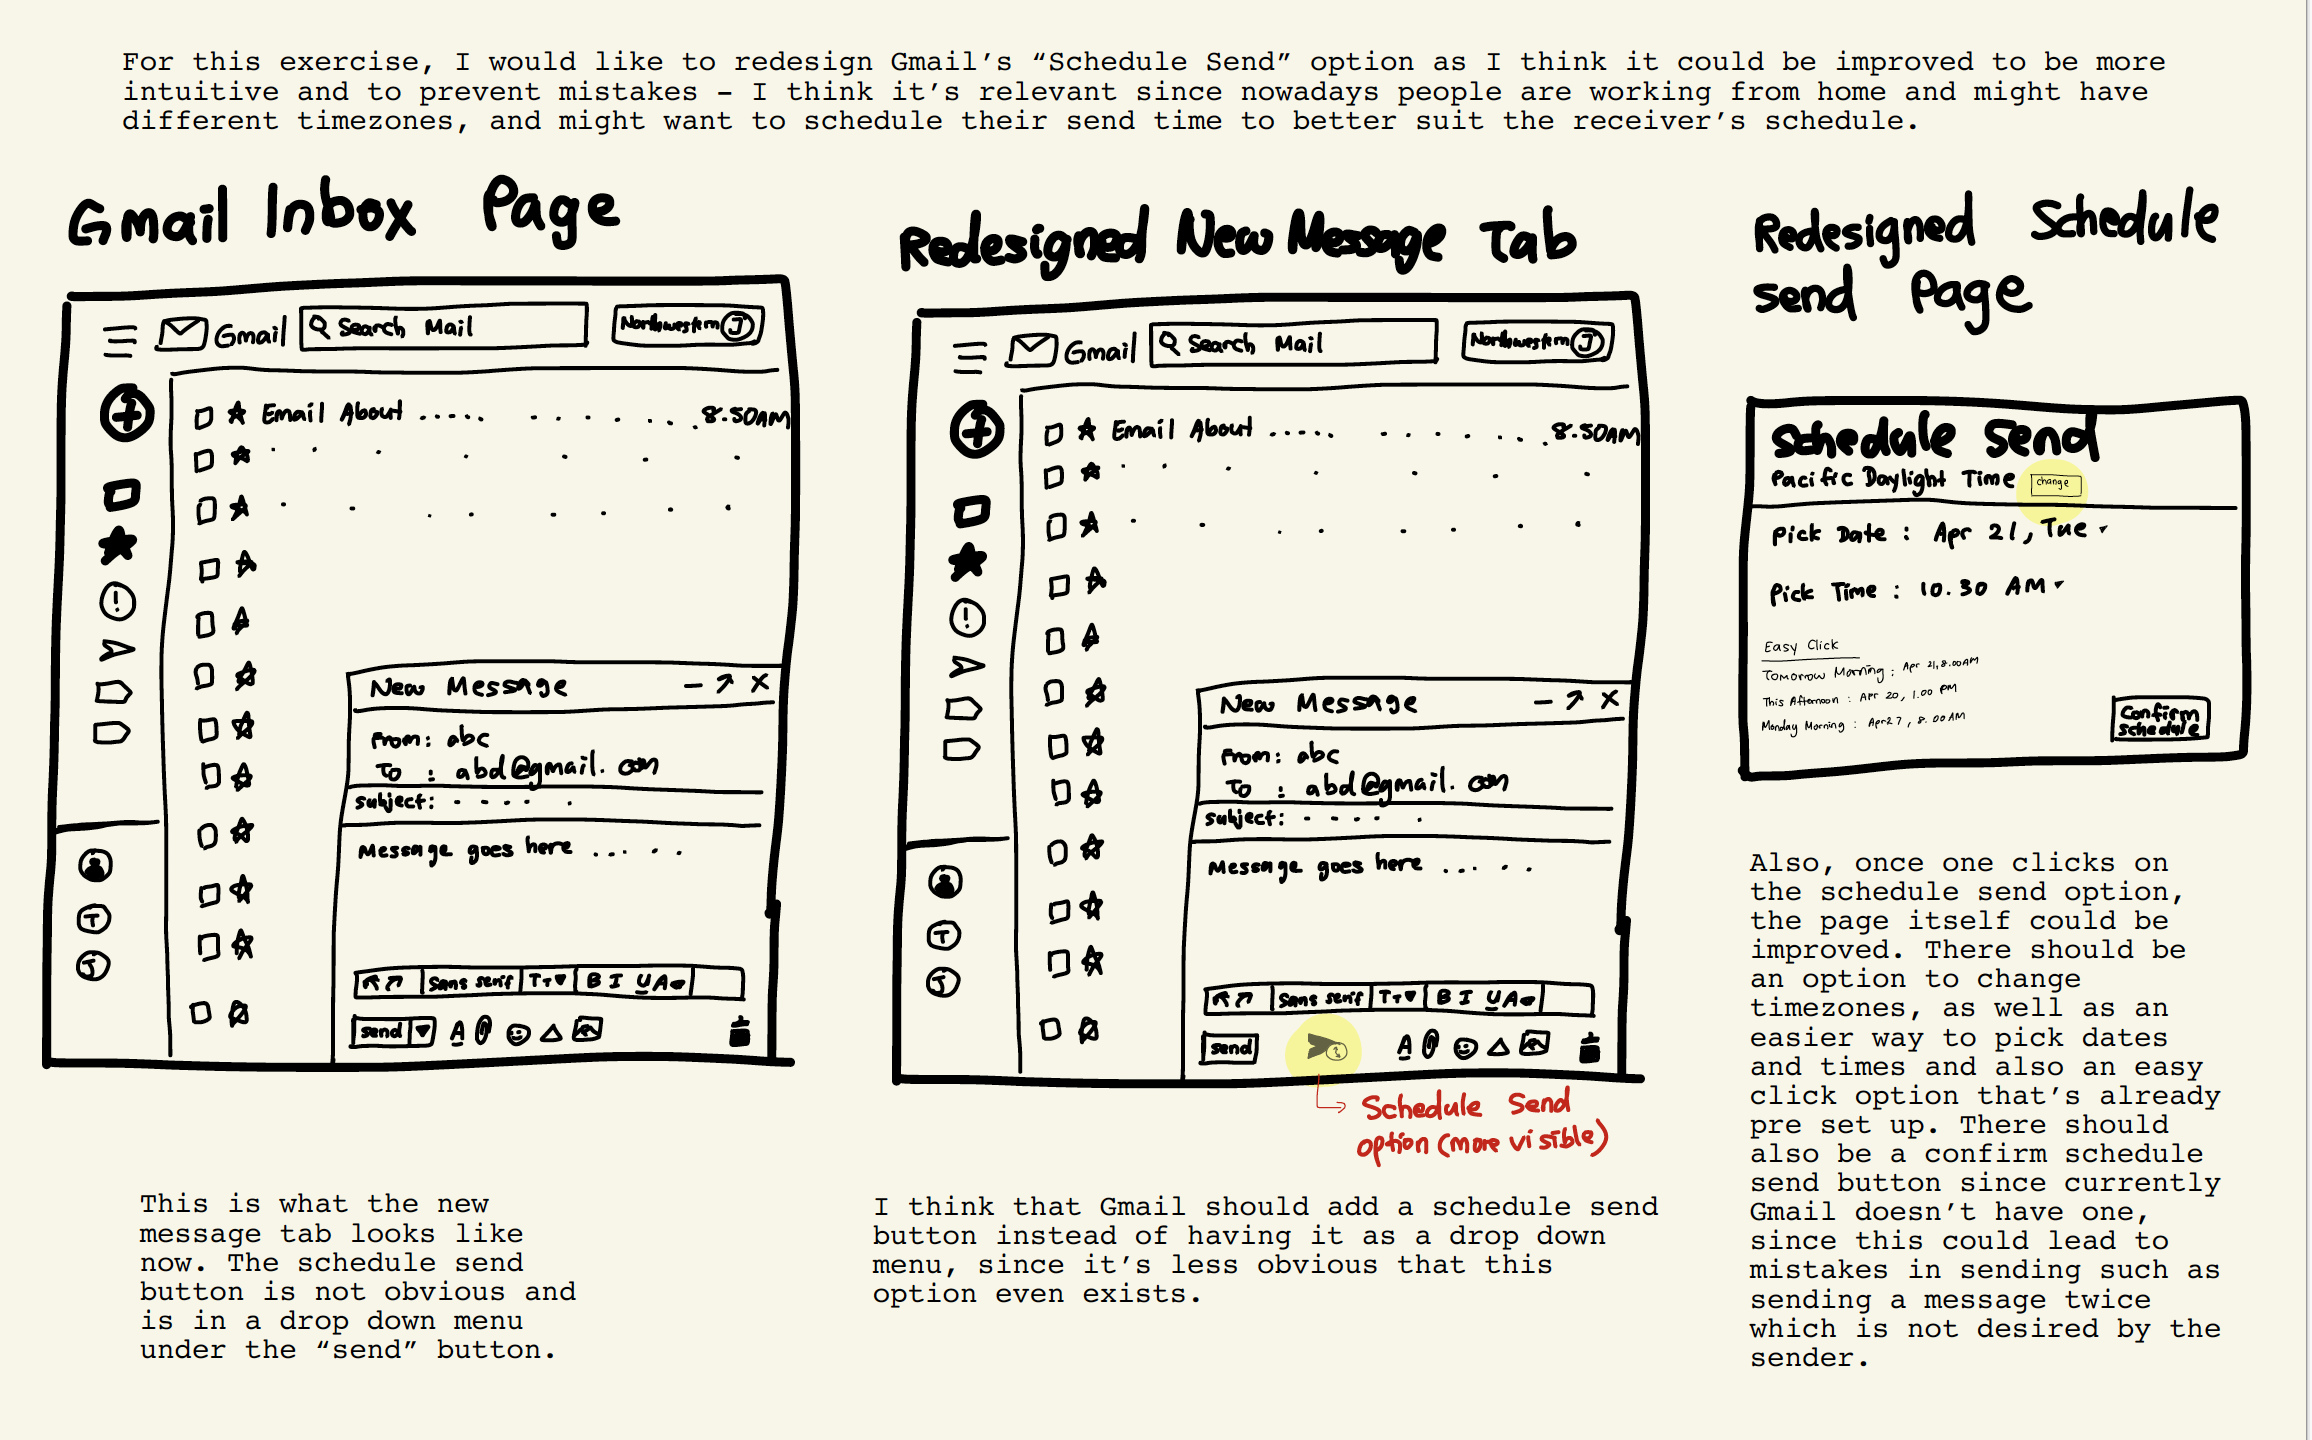 For this exercise, I would like to redesign Gmail’s “Schedule Send” option as I think it could be improved to be more
intuitive and to prevent mistakes – I think it’s relevant since nowadays people are working from home and might have
different timezones, and might want to schedule their send time to better suit the receiver’s schedule.
Gmail Inbox Page
Gmail
Search Mail
Northwestern J
Email About ..... . . . . . . 8.50AM
New Message
From: abc
To : abd@gmail.com
Subject: - - - - .
Message goes here ... . .
Sans serif
TT
B I U A
send
A
T
J
This is what the new
message tab looks like
now. The schedule send
button is not obvious and
is in a drop down menu
under the “send” button.
Redesigned New Message Tab
Gmail
Search Mail
Northwestern J
Email About ..... . . . . . . 8.50AM
New Message
From: abc
To : abd@gmail.com
Subject: - - - - .
Message goes here ... . .
Sans serif
TT
B I U A
send
A
T
J
Schedule Send
option (more visible)
I think that Gmail should add a schedule send
button instead of having it as a drop down
menu, since it’s less obvious that this
option even exists.
Redesigned Schedule
send Page
Schedule Send
Pacific Daylight Time
change
Pick Date : Apr 21, Tue
Pick Time : 10.30 AM
Easy Click
Tomorrow Morning : Apr 21, 8.00AM
This Afternoon : Apr 20, 1.00 PM
Monday Morning : Apr 27, 8.00AM
Confirm
Schedule
Also, once one clicks on
the schedule send option,
the page itself could be
improved. There should be
an option to change
timezones, as well as an
easier way to pick dates
and times and also an easy
click option that’s already
pre set up. There should
also be a confirm schedule
send button since currently
Gmail doesn’t have one,
since this could lead to
mistakes in sending such as
sending a message twice
which is not desired by the
sender.